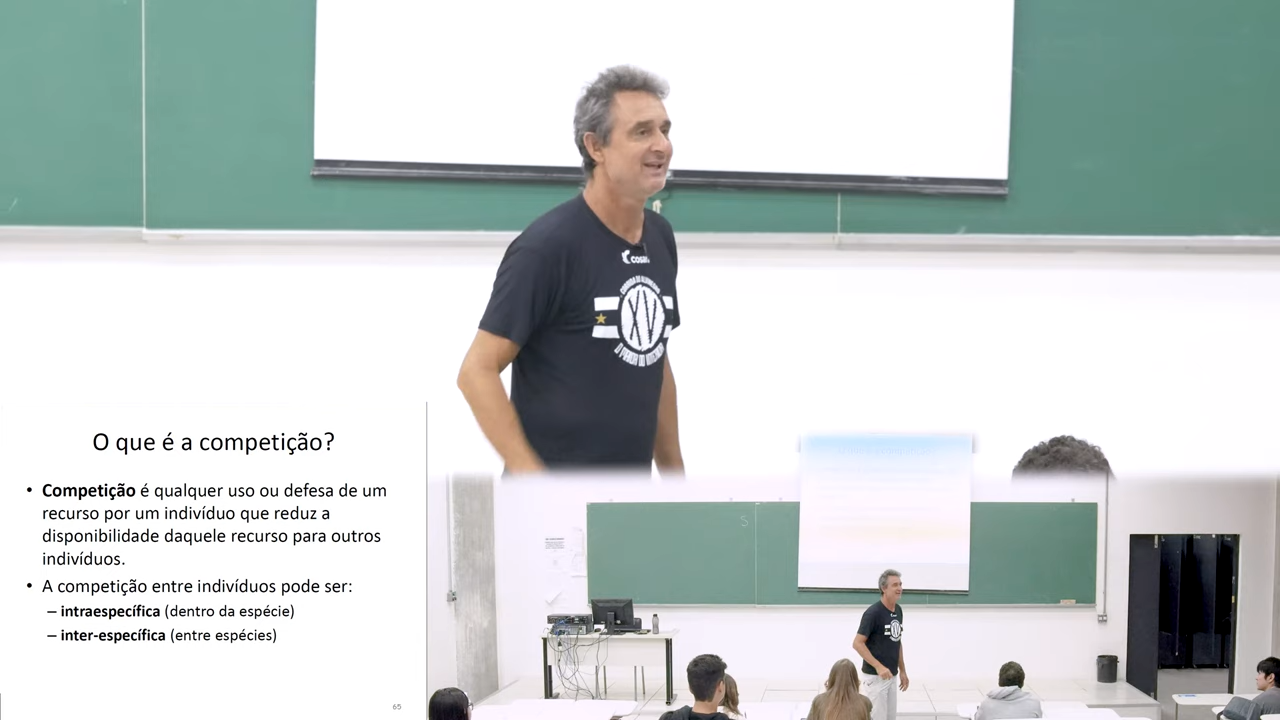 cosan
XV
O que é a competição?
• Competição é qualquer uso ou defesa de um
recurso por um indivíduo que reduz a
disponibilidade daquele recurso para outros
indivíduos.
• A competição entre indivíduos pode ser:
– intraespecífica (dentro da espécie)
– inter-específica (entre espécies)
65